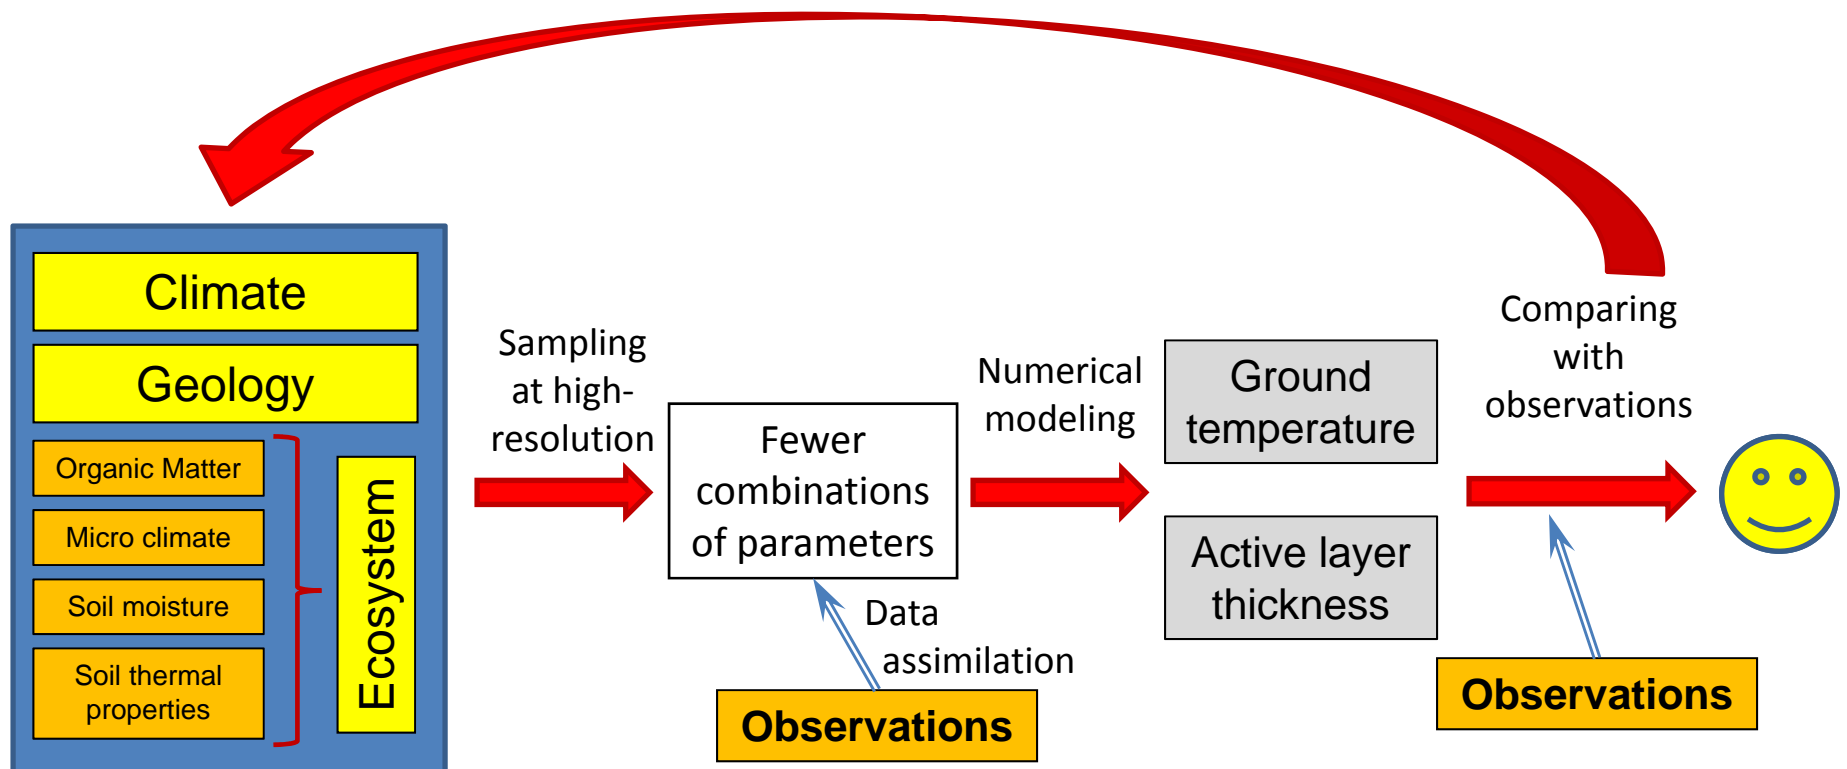 Climate
Geology
Organic Matter
Micro climate
Soil moisture
Soil thermal
properties
Ecosystem
Sampling
at high-
resolution
Fewer
combinations
of parameters
Data
assimilation
Observations
Numerical
modeling
Ground
temperature
Active layer
thickness
Comparing
with
observations
Observations